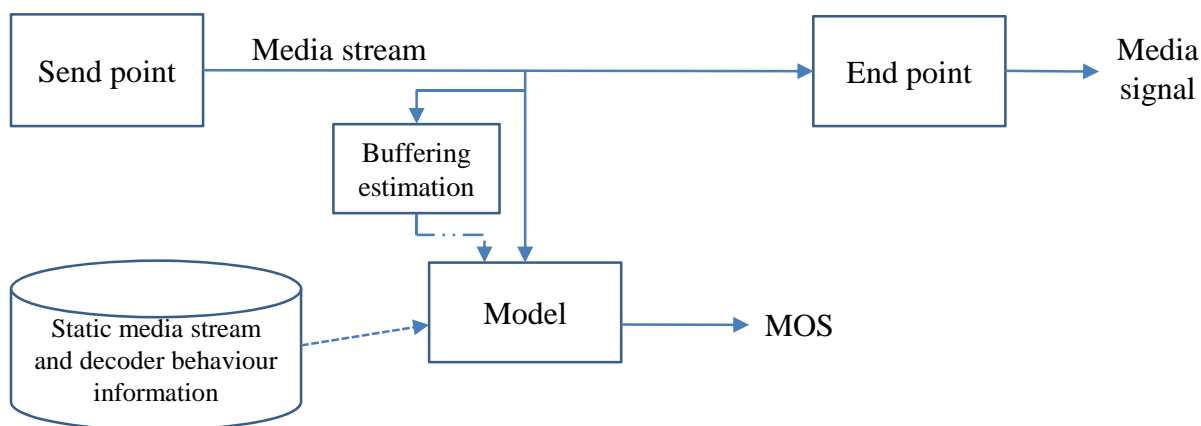 Send point
Media stream
End point
Media
signal
Buffering
estimation
Static media stream
and decoder behaviour
information
Model
MOS